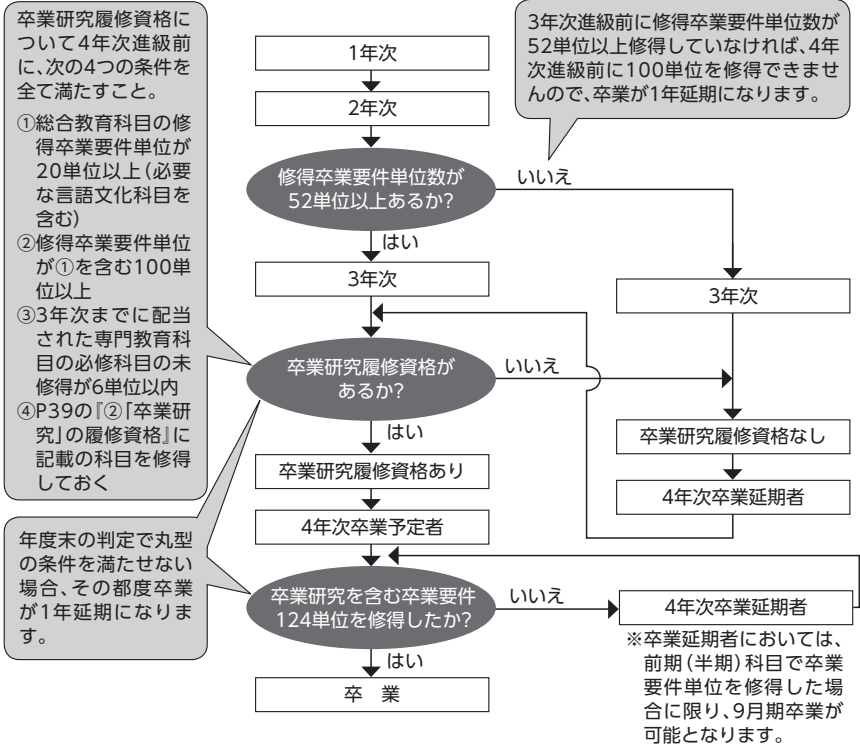 卒業研究履修資格に
ついて4年次進級前
に、次の4つの条件を
全て満たすこと。
①総合教育科目の修
得卒業要件単位が
20単位以上(必要
な言語文化科目を
含む)
②修得卒業要件単位
が①を含む100単
位以上
③3年次までに配当
された専門教育科
目の必修科目の未
修得が6単位以内
④P39の『②「卒業研
究」の履修資格』に
記載の科目を修得
しておく
年度末の判定で丸型
の条件を満たせない
場合、その都度卒業
が1年延期になりま
す。
3年次進級前に修得卒業要件単位数が
52単位以上修得していなければ、4年
次進級前に100単位を修得できませ
んので、卒業が1年延期になります。
1年次
2年次
修得卒業要件単位数が
52単位以上あるか?
いいえ
はい
3年次
3年次
卒業研究履修資格が
あるか?
いいえ
はい
卒業研究履修資格あり
卒業研究履修資格なし
4年次卒業予定者
4年次卒業延期者
卒業研究を含む卒業要件
124単位を修得したか?
いいえ
4年次卒業延期者
はい
卒 業
※卒業延期者においては、
前期(半期)科目で卒業
要件単位を修得した場
合に限り、9月期卒業が
可能となります。